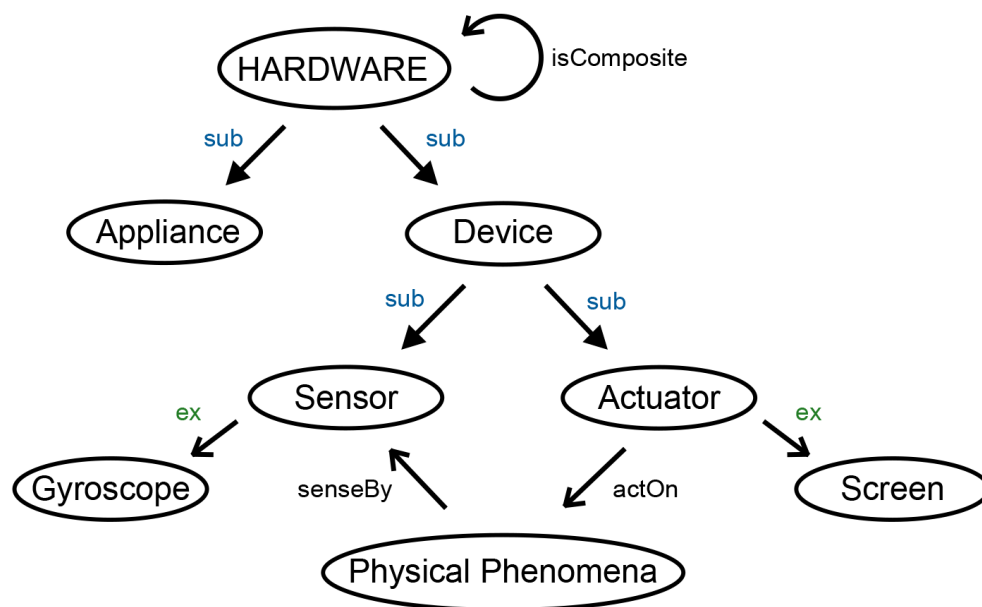 HARDWARE
isComposite
sub
sub
Appliance
Device
sub
sub
Sensor
Actuator
ex
ex
Gyroscope
senseBy
actOn
Screen
Physical Phenomena